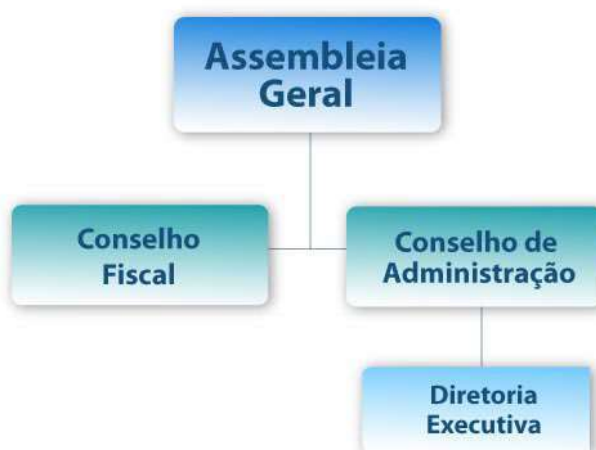 Assembleia
Geral
Conselho
Fiscal
Conselho de
Administração
Diretoria
Executiva